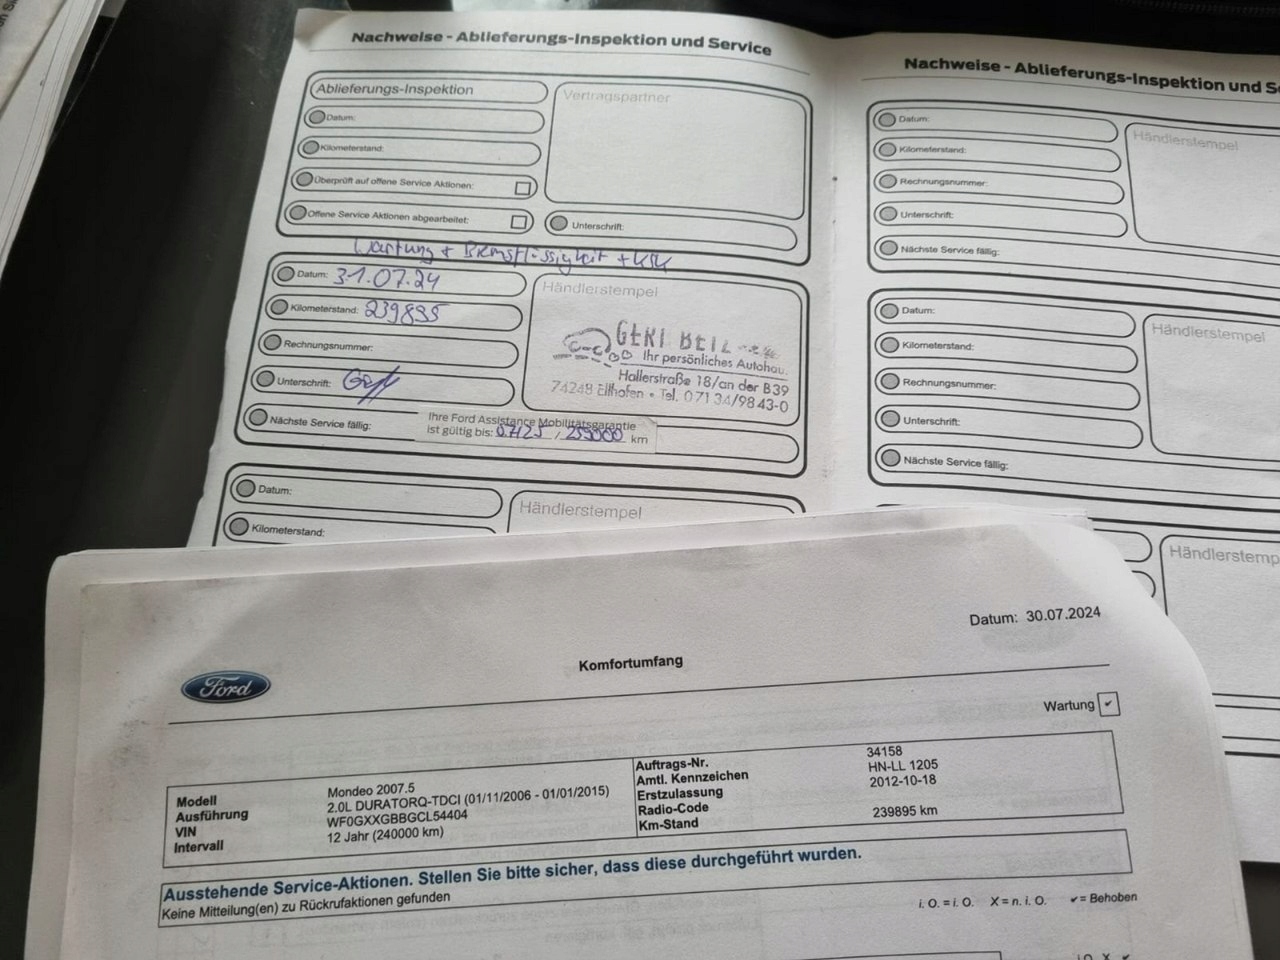 Nachweise - Ablieferungs-Inspektion und Service
Ablieferungs-Inspektion
Datum:
Kilometerstand:
Überprüft auf offene Service Aktionen:
Offene Service Aktionen abgearbeitet:
Vertragspartner
Unterschrift:
Wartung + Bremsflüssigkeit +
Datum: 31.07.24
Kilometerstand: 239895
Rechnungsnummer:
Unterschrift:
Nächste Service fällig:
Händlerstempel
Ihr persönliches Autohau.
Hallerstraße 18/an der B39
74248 Ellhofen • Tel. 07134/9843-0
Ihre Ford Assistance Mobilitätsgarantie
ist gültig bis: 07/25 / 259000 km
Datum:
Kilometerstand:
Händlerstempel
Nachweise - Ablieferungs-Inspektion und Se
Datum:
Kilometerstand:
Rechnungsnummer:
Unterschrift:
Nächste Service fällig:
Händlerstempel
Datum:
Kilometerstand:
Rechnungsnummer:
Unterschrift:
Nächste Service fällig:
Händlerstempel
Händlerstemp
Datum: 30.07.2024
Ford
Komfortumfang
Wartung ✔
Modell Mondeo 2007.5
Ausführung 2.0L DURATORQ-TDCI (01/11/2006 - 01/01/2015)
VIN WF0GXXGBBGCL54404
Intervall 12 Jahr (240000 km)
Auftrags-Nr. 34158
Amtl. Kennzeichen HN-LL 1205
Erstzulassung 2012-10-18
Radio-Code
Km-Stand 239895 km
Ausstehende Service-Aktionen. Stellen Sie bitte sicher, dass diese durchgeführt wurden.
Keine Mitteilung(en) zu Rückrufaktionen gefunden
i. O. = i. O. X = n. i. O. ✔ = Behoben